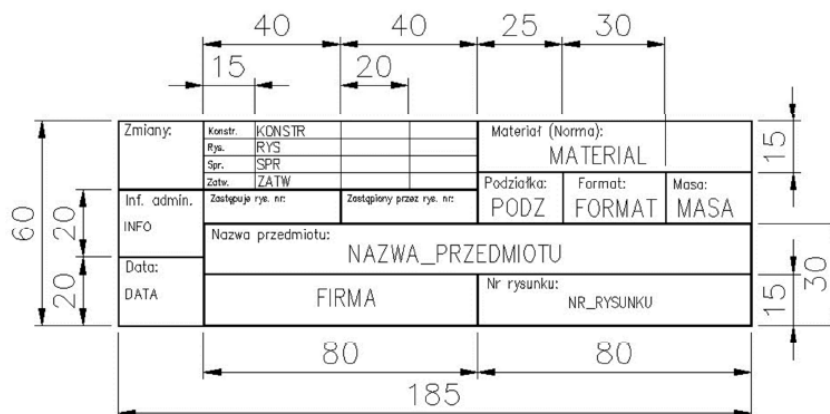 40 40 25 30
15 20
Zmiany: Konstr. KONSTR Materiał (Norma):
Rys. RYS MATERIAL 15
Spr. SPR
Zatw. ZATW Podziałka: Format: Masa:
Inf. admin. Zastępuje rys. nr: Zastąpiony przez rys. nr: PODZ FORMAT MASA
INFO
60 20 Nazwa przedmiotu:
NAZWA_PRZEDMIOTU 30
Data: Nr rysunku:
20 DATA FIRMA NR_RYSUNKU 15
80 80
185